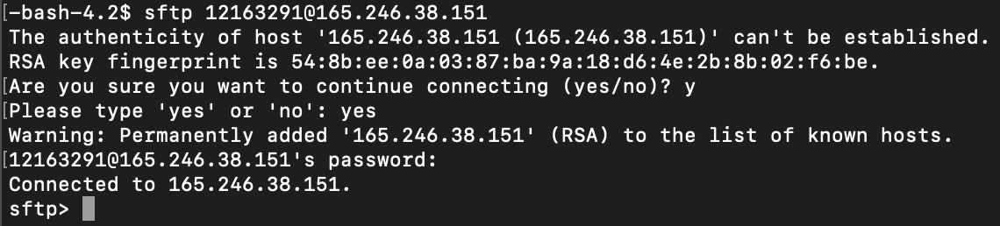 [-bash-4.2$ sftp 12163291@165.246.38.151
The authenticity of host '165.246.38.151 (165.246.38.151)' can't be established.
RSA key fingerprint is 54:8b:ee:0a:03:87:ba:9a:18:d6:4e:2b:8b:02:f6:be.
[Are you sure you want to continue connecting (yes/no)? y
[Please type 'yes' or 'no': yes
Warning: Permanently added '165.246.38.151' (RSA) to the list of known hosts.
[12163291@165.246.38.151's password:
Connected to 165.246.38.151.
sftp>